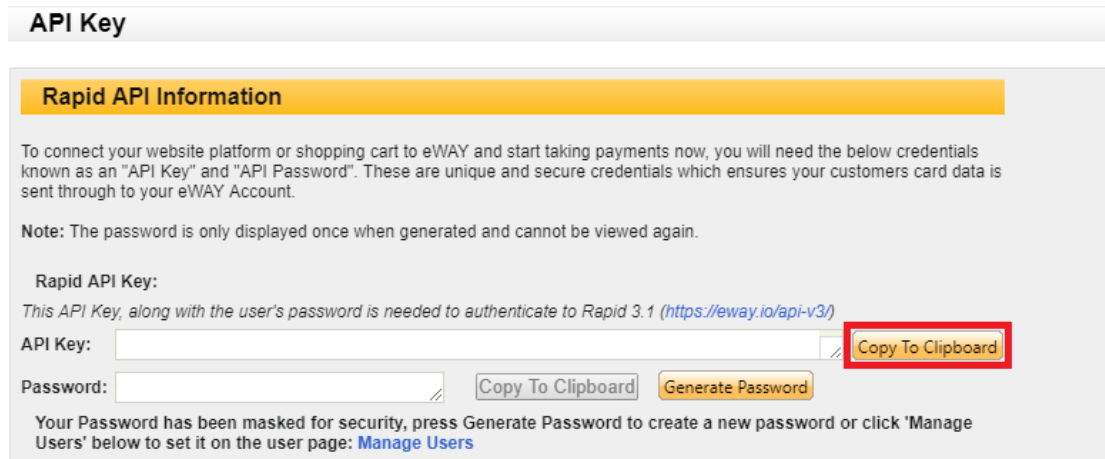 API Key
Rapid API Information
To connect your website platform or shopping cart to eWAY and start taking payments now, you will need the below credentials
known as an "API Key" and "API Password". These are unique and secure credentials which ensures your customers card data is
sent through to your eWAY Account.
Note: The password is only displayed once when generated and cannot be viewed again.
Rapid API Key:
This API Key, along with the user's password is needed to authenticate to Rapid 3.1 (https://eway.io/api-v3/)
API Key: Copy To Clipboard
Password: Copy To Clipboard Generate Password
Your Password has been masked for security, press Generate Password to create a new password or click 'Manage
Users' below to set it on the user page: Manage Users